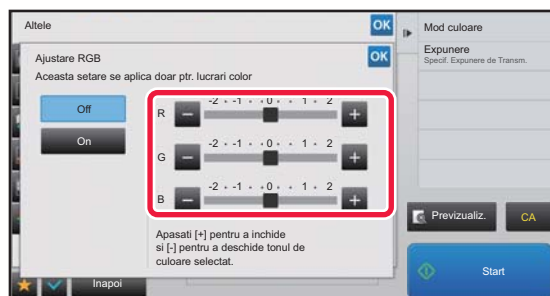 Altele
OK
Ajustare RGB
OK
Aceasta setare se aplica doar ptr. lucrari color
Off
On
R
-2 -1 0 1 2
G
-2 -1 0 1 2
B
-2 -1 0 1 2
Apasati [+] pentru a inchide
si [-] pentru a deschide tonul de
culoare selectat.
Inapoi
Mod culoare
Expunere
Specif. Expunere de Transm.
Previzualiz.
CA
Start